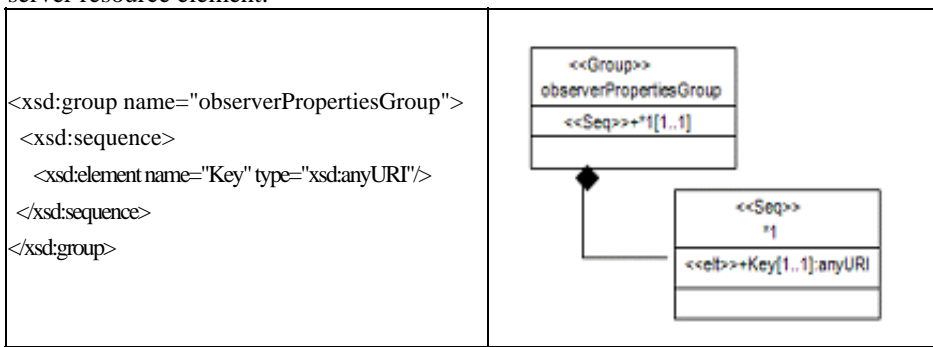 server resource element.
<xsd:group name="observerPropertiesGroup">
<xsd:sequence>
<xsd:element name="Key" type="xsd:anyURI"/>
</xsd:sequence>
</xsd:group>
<<Group>>
observerPropertiesGroup
<<Seq>>+*1[1..1]
<<Seq>>
*1
<<elt>>+Key[1..1]:anyURI